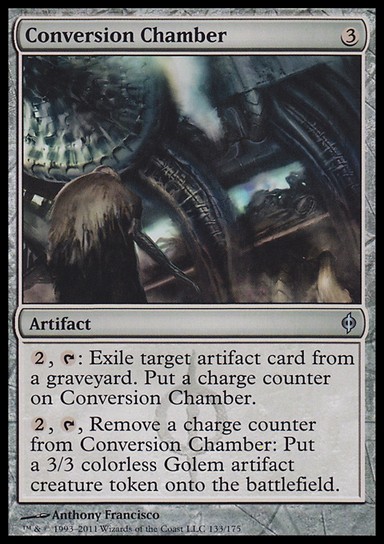 Conversion Chamber 3
Artifact
2, : Exile target artifact card from
a graveyard. Put a charge counter
on Conversion Chamber.
2, , Remove a charge counter
from Conversion Chamber: Put
a 3/3 colorless Golem artifact
creature token onto the battlefield.
Anthony Francisco
™ & © 1993–2011 Wizards of the Coast LLC 133/175